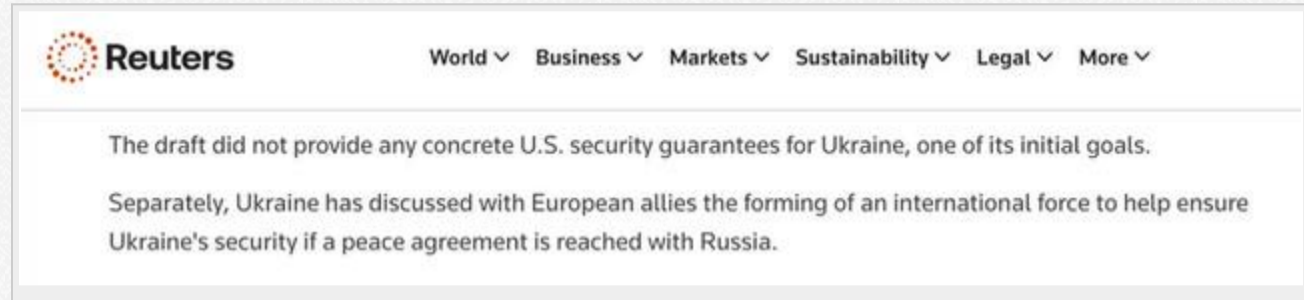 Reuters World Business Markets Sustainability Legal More
The draft did not provide any concrete U.S. security guarantees for Ukraine, one of its initial goals.
Separately, Ukraine has discussed with European allies the forming of an international force to help ensure
Ukraine's security if a peace agreement is reached with Russia.